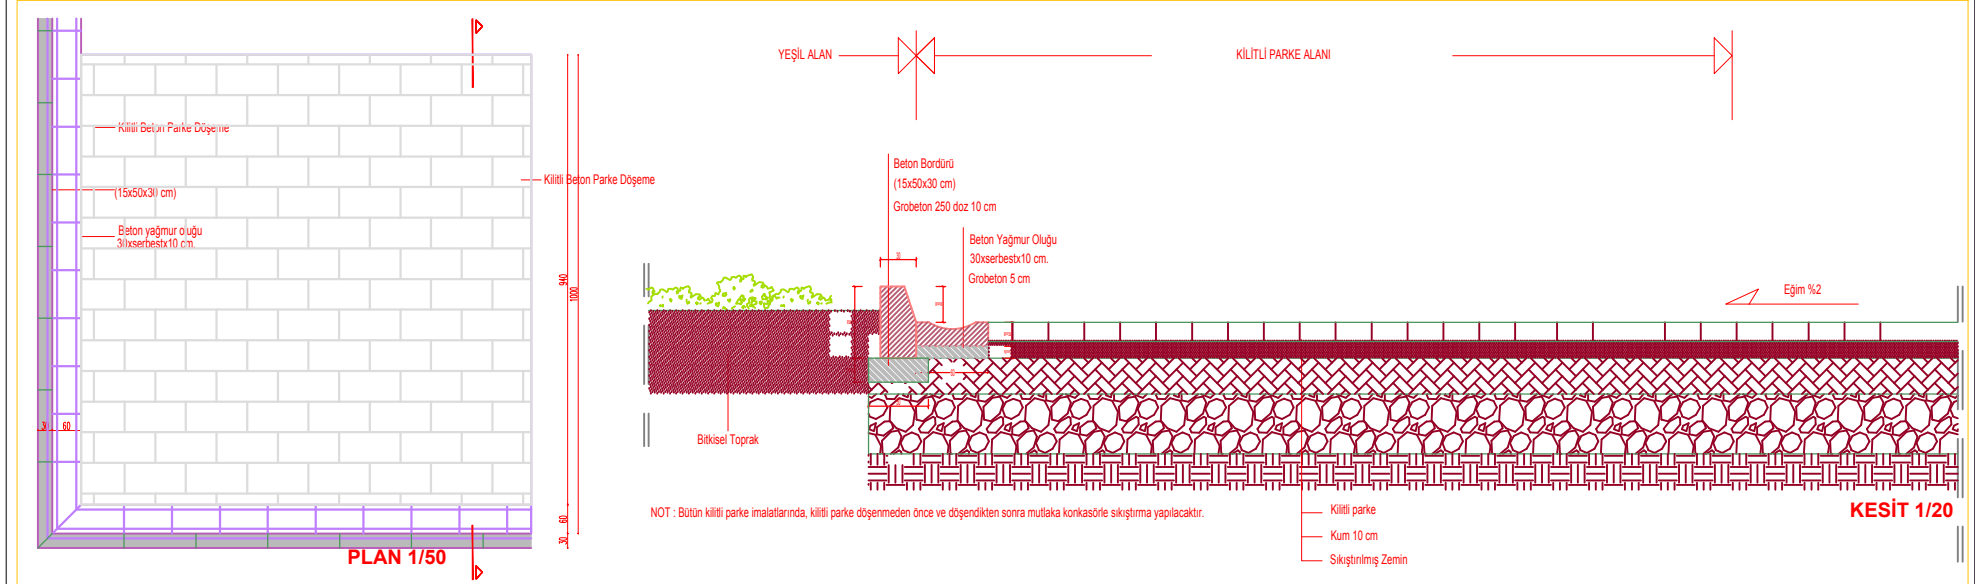 YEŞİL ALAN
KİLİTLİ PARKE ALANI
Kilitli Beton Parke Döşeme
(15x50x30 cm)
Beton yağmur oluğu
30xserbestx10 cm.
Kilitli Beton Parke Döşeme
940
1000
30
60
60
30
PLAN 1/50
Beton Bordürü
(15x50x30 cm)
Grobeton 250 doz 10 cm
Beton Yağmur Oluğu
30xserbestx10 cm.
Grobeton 5 cm
30
Eğim %2
Bitkisel Toprak
NOT : Bütün kilitli parke imalatlarında, kilitli parke döşenmeden önce ve döşendikten sonra mutlaka konkasörle sıkıştırma yapılacaktır.
Kilitli parke
Kum 10 cm
Sıkıştırılmış Zemin
KESİT 1/20